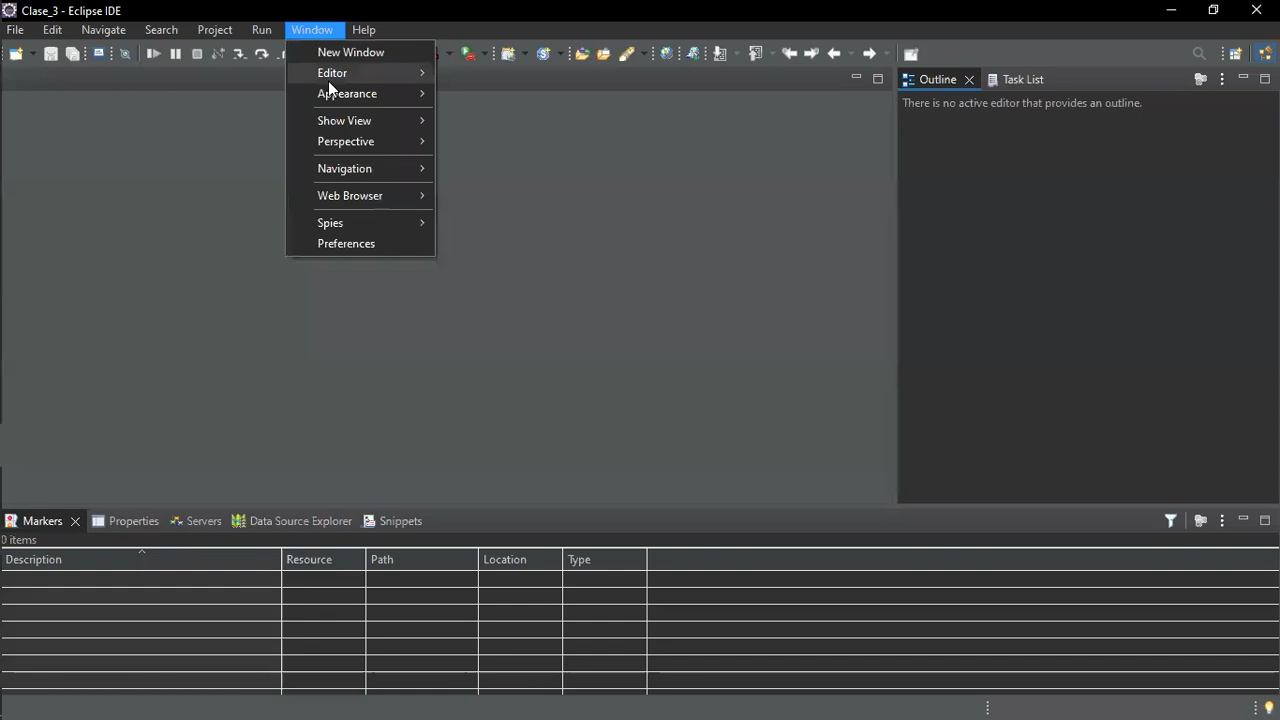 Clase_3 - Eclipse IDE
File Edit Navigate Search Project Run Window Help
New Window
Editor
Appearance
Show View
Perspective
Navigation
Web Browser
Spies
Preferences
Outline Task List
There is no active editor that provides an outline.
Markers Properties Servers Data Source Explorer Snippets
0 items
Description Resource Path Location Type